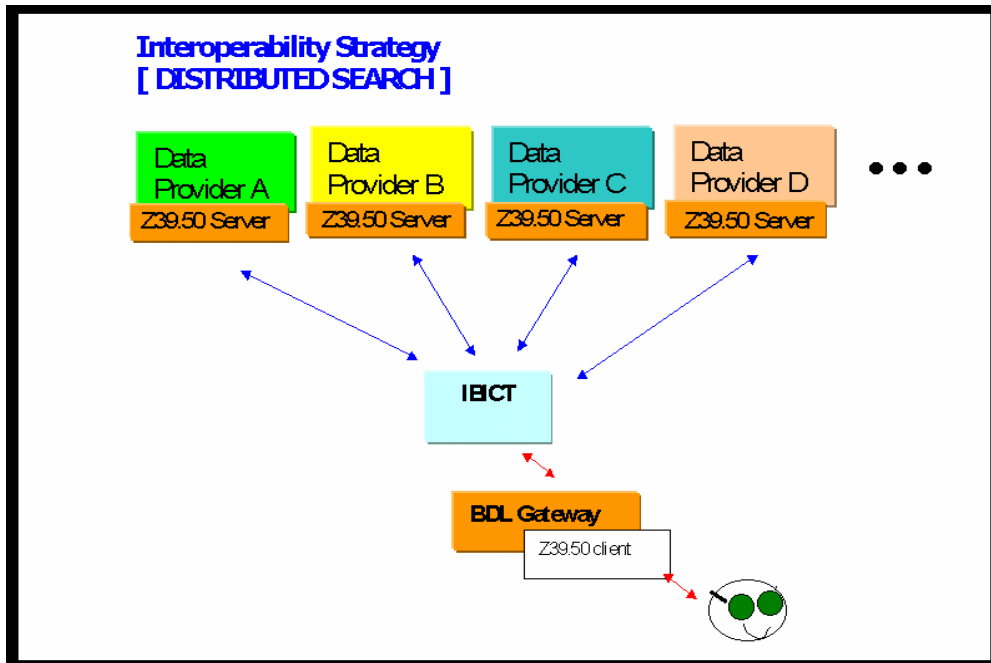 Interoperability Strategy
[ DISTRIBUTED SEARCH ]
Data
Provider A
Z39.50 Server
Data
Provider B
Z39.50 Server
Data
Provider C
Z39.50 Server
Data
Provider D
Z39.50 Server
•••
IBICT
BDL Gateway
Z39.50 client